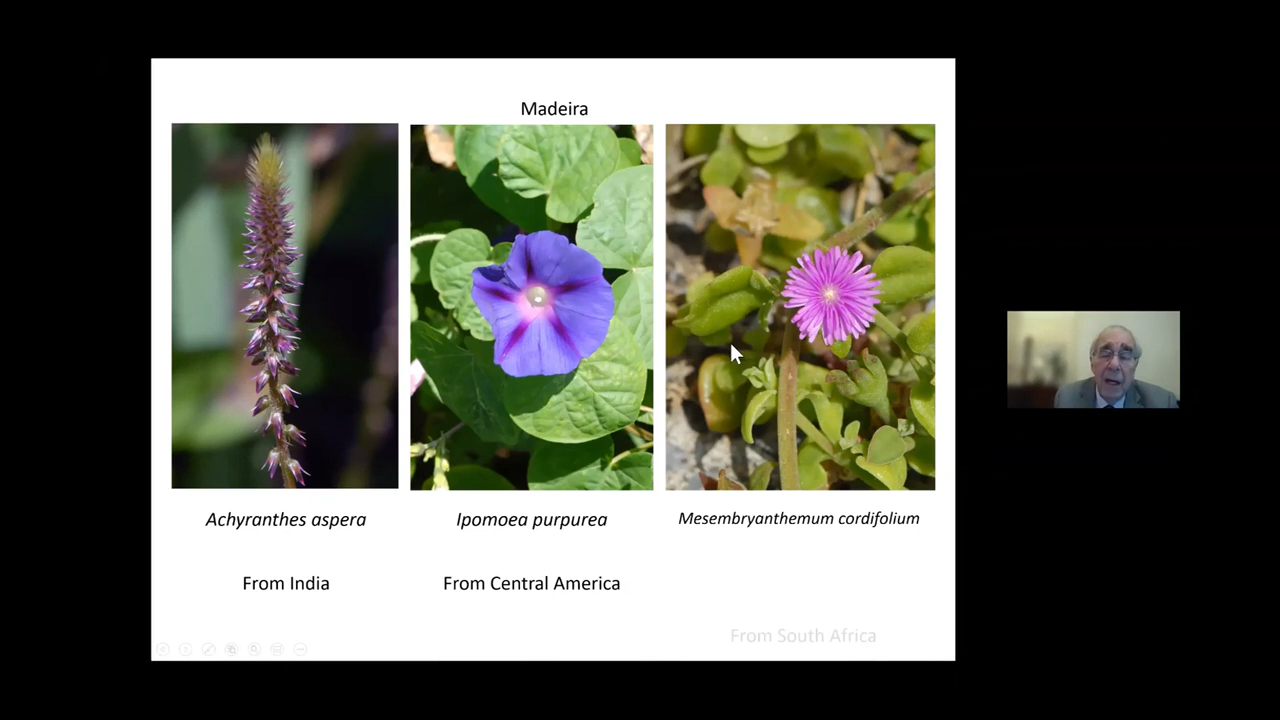 Madeira
Achyranthes aspera
Ipomoea purpurea
Mesembryanthemum cordifolium
From India
From Central America
From South Africa